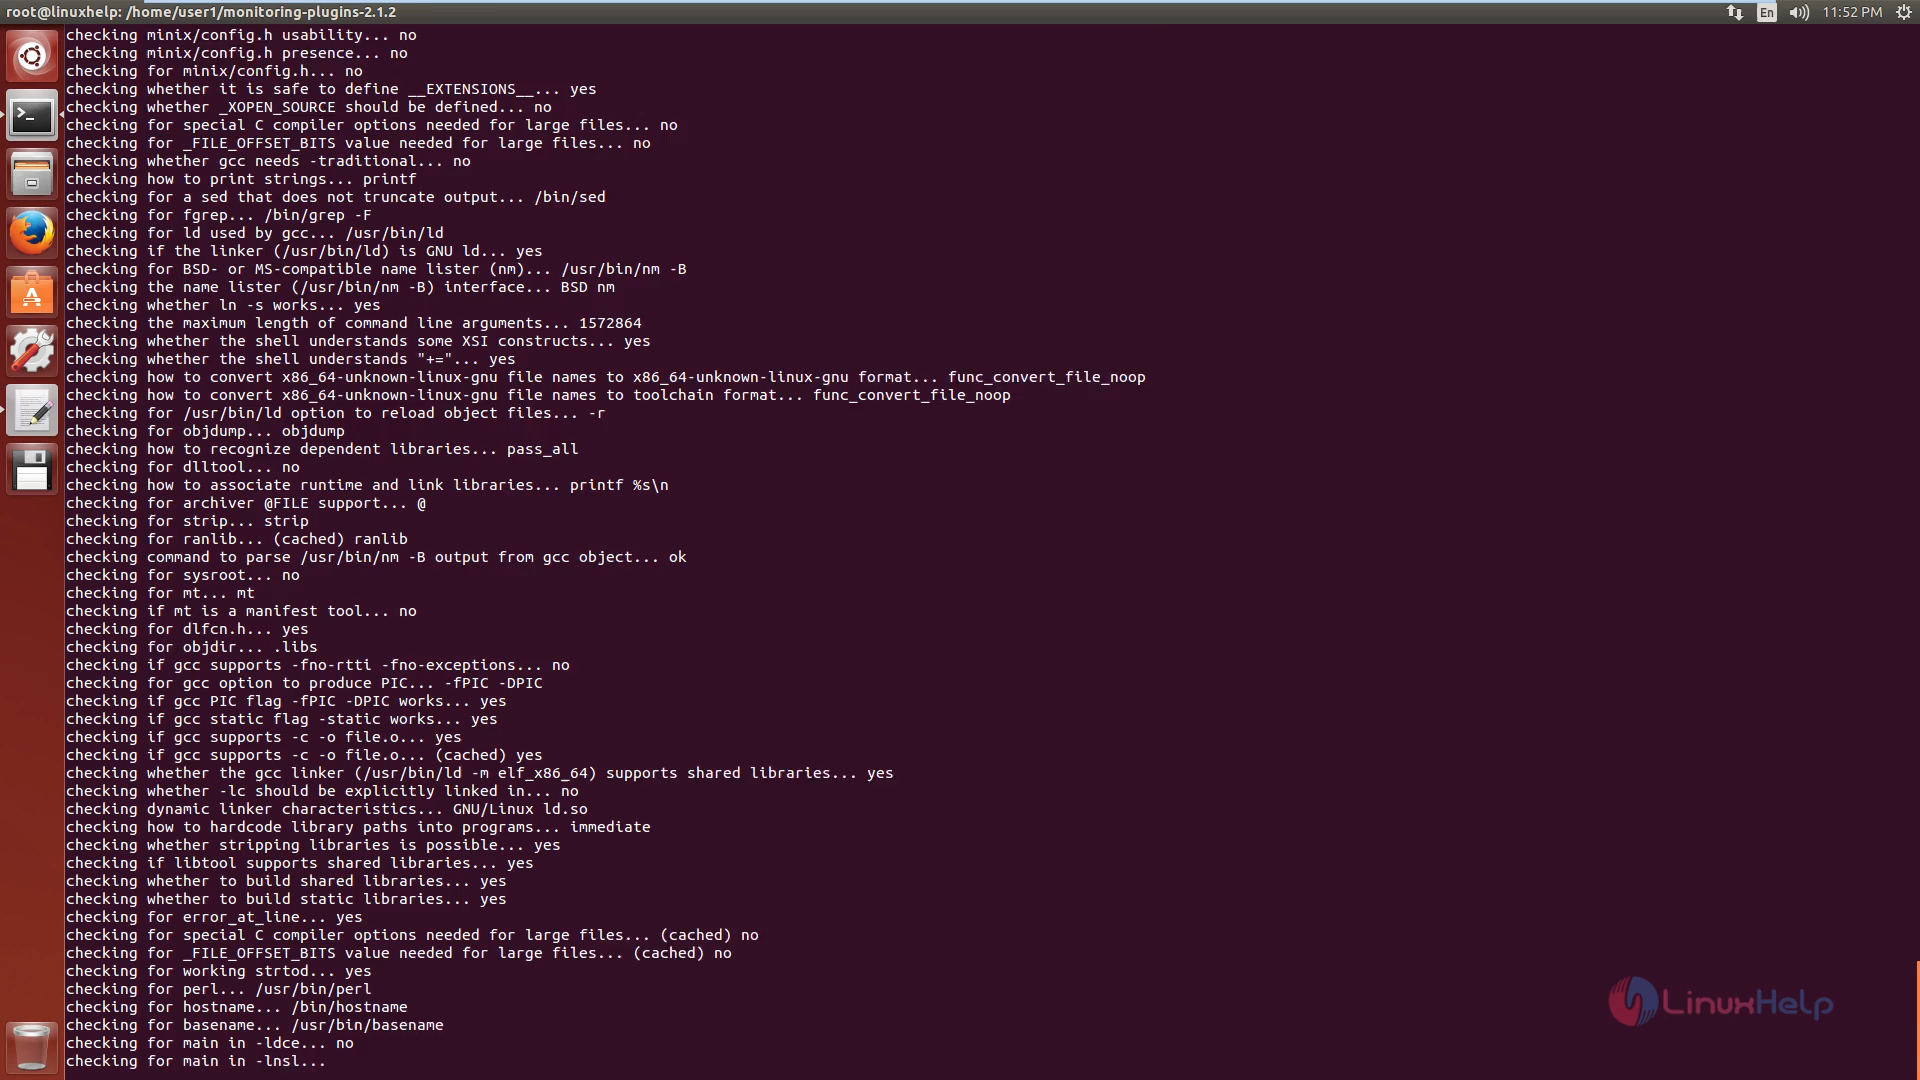 root@linuxhelp: /home/user1/monitoring-plugins-2.1.2
En
11:52 PM
checking minix/config.h usability... no
checking minix/config.h presence... no
checking for minix/config.h... no
checking whether it is safe to define __EXTENSIONS__... yes
checking whether _XOPEN_SOURCE should be defined... no
checking for special C compiler options needed for large files... no
checking for _FILE_OFFSET_BITS value needed for large files... no
checking whether gcc needs -traditional... no
checking how to print strings... printf
checking for a sed that does not truncate output... /bin/sed
checking for fgrep... /bin/grep -F
checking for ld used by gcc... /usr/bin/ld
checking if the linker (/usr/bin/ld) is GNU ld... yes
checking for BSD- or MS-compatible name lister (nm)... /usr/bin/nm -B
checking the name lister (/usr/bin/nm -B) interface... BSD nm
checking whether ln -s works... yes
checking the maximum length of command line arguments... 1572864
checking whether the shell understands some XSI constructs... yes
checking whether the shell understands "+="... yes
checking how to convert x86_64-unknown-linux-gnu file names to x86_64-unknown-linux-gnu format... func_convert_file_noop
checking how to convert x86_64-unknown-linux-gnu file names to toolchain format... func_convert_file_noop
checking for /usr/bin/ld option to reload object files... -r
checking for objdump... objdump
checking how to recognize dependent libraries... pass_all
checking for dlltool... no
checking how to associate runtime and link libraries... printf %s\n
checking for archiver @FILE support... @
checking for strip... strip
checking for ranlib... (cached) ranlib
checking command to parse /usr/bin/nm -B output from gcc object... ok
checking for sysroot... no
checking for mt... mt
checking if mt is a manifest tool... no
checking for dlfcn.h... yes
checking for objdir... .libs
checking if gcc supports -fno-rtti -fno-exceptions... no
checking for gcc option to produce PIC... -fPIC -DPIC
checking if gcc PIC flag -fPIC -DPIC works... yes
checking if gcc static flag -static works... yes
checking if gcc supports -c -o file.o... yes
checking if gcc supports -c -o file.o... (cached) yes
checking whether the gcc linker (/usr/bin/ld -m elf_x86_64) supports shared libraries... yes
checking whether -lc should be explicitly linked in... no
checking dynamic linker characteristics... GNU/Linux ld.so
checking how to hardcode library paths into programs... immediate
checking whether stripping libraries is possible... yes
checking if libtool supports shared libraries... yes
checking whether to build shared libraries... yes
checking whether to build static libraries... yes
checking for error_at_line... yes
checking for special C compiler options needed for large files... (cached) no
checking for _FILE_OFFSET_BITS value needed for large files... (cached) no
checking for working strtod... yes
checking for perl... /usr/bin/perl
checking for hostname... /bin/hostname
checking for basename... /usr/bin/basename
checking for main in -ldce... no
checking for main in -lnsl...
LinuxHelp